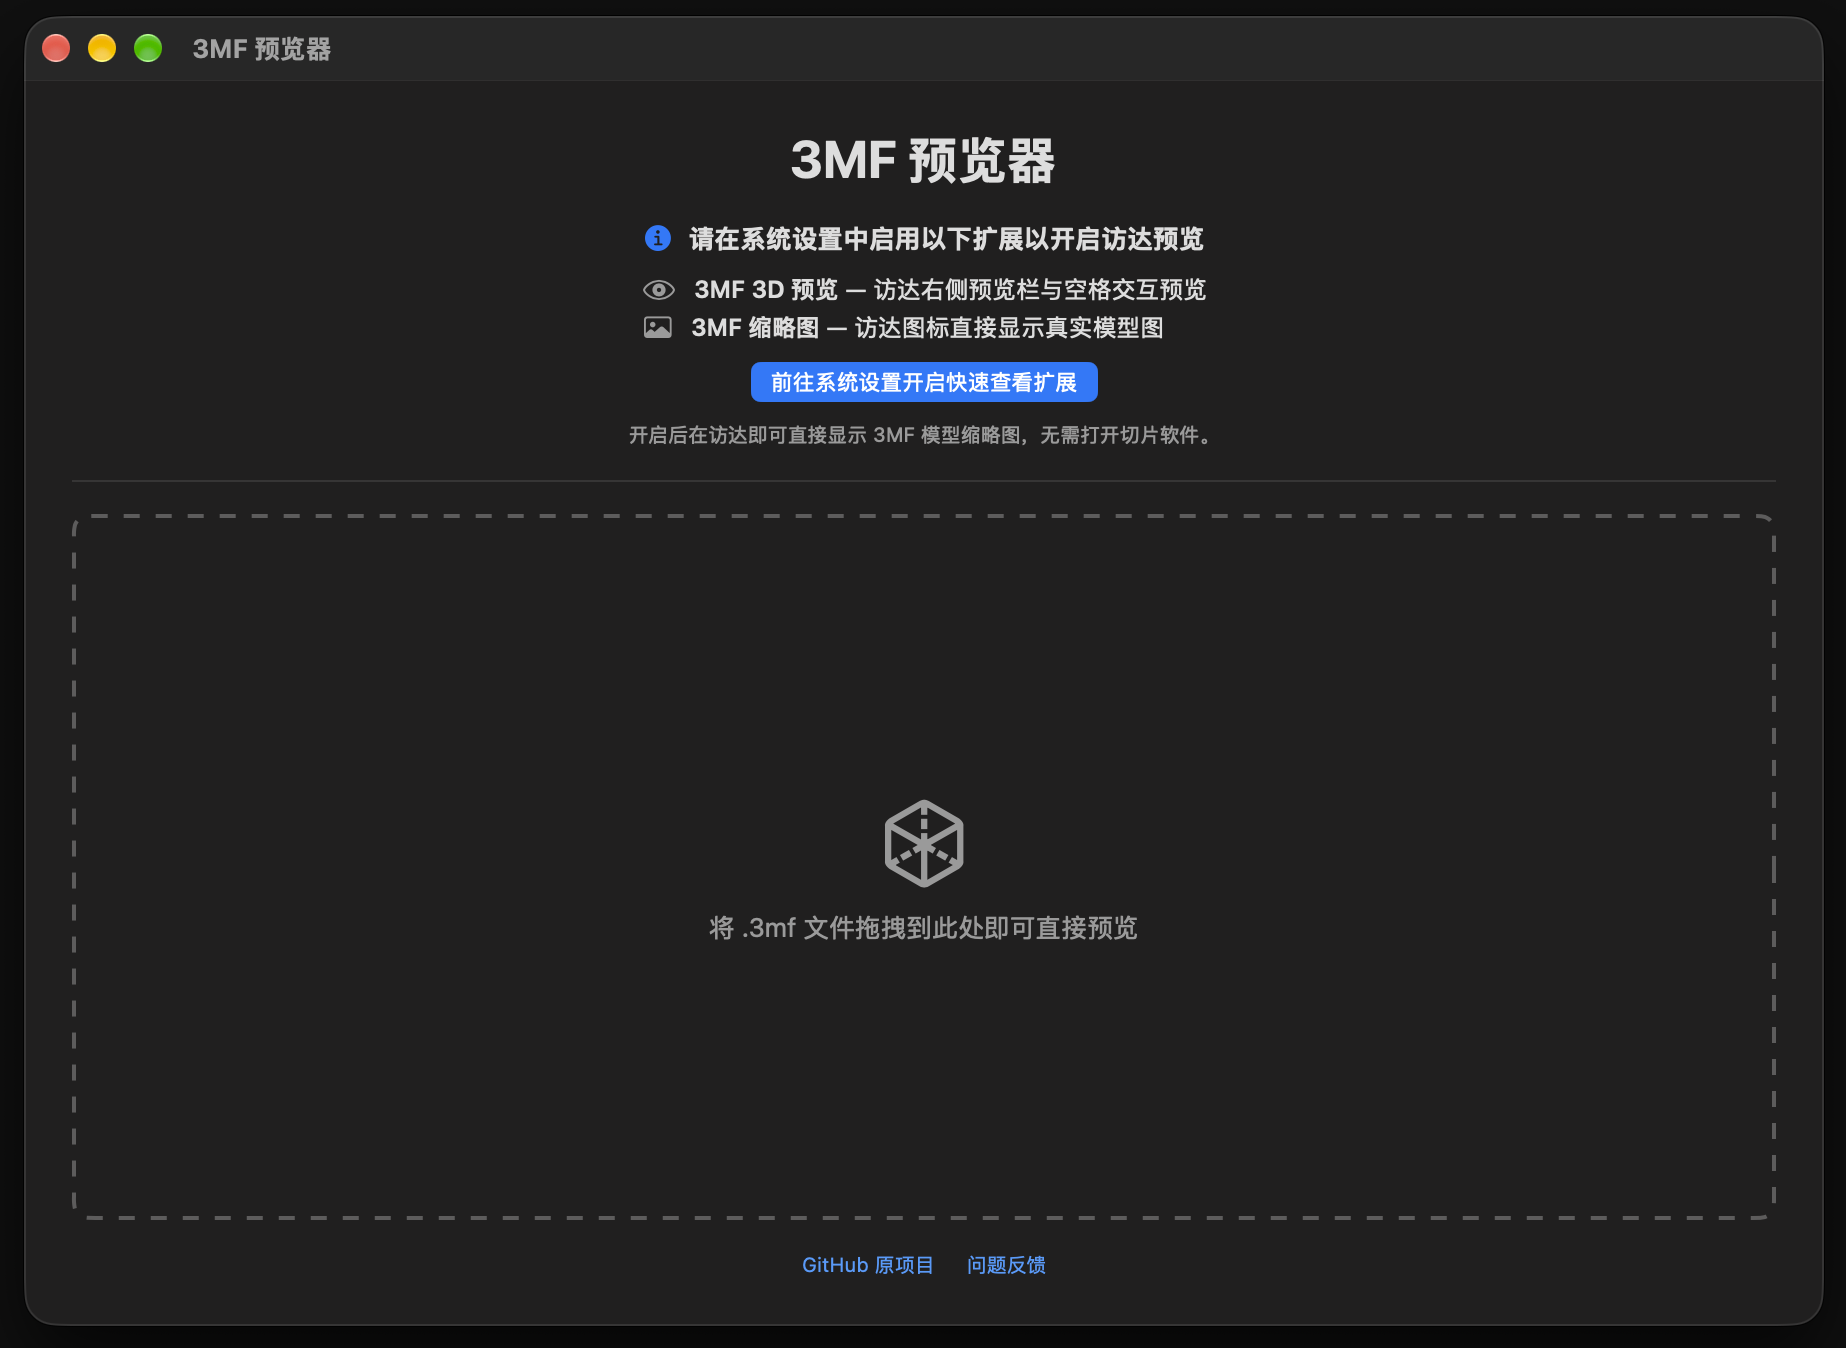 3MF 预览器
3MF 预览器
请在系统设置中启用以下扩展以开启访达预览
3MF 3D 预览 — 访达右侧预览栏与空格交互预览
3MF 缩略图 — 访达图标直接显示真实模型图
前往系统设置开启快速查看扩展
开启后在访达即可直接显示 3MF 模型缩略图，无需打开切片软件。
将 .3mf 文件拖拽到此处即可直接预览
GitHub 原项目 问题反馈